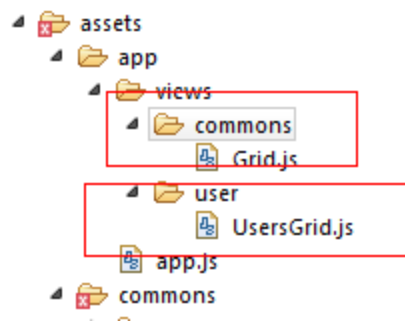 assets
app
views
commons
Grid.js
user
UsersGrid.js
app.js
commons